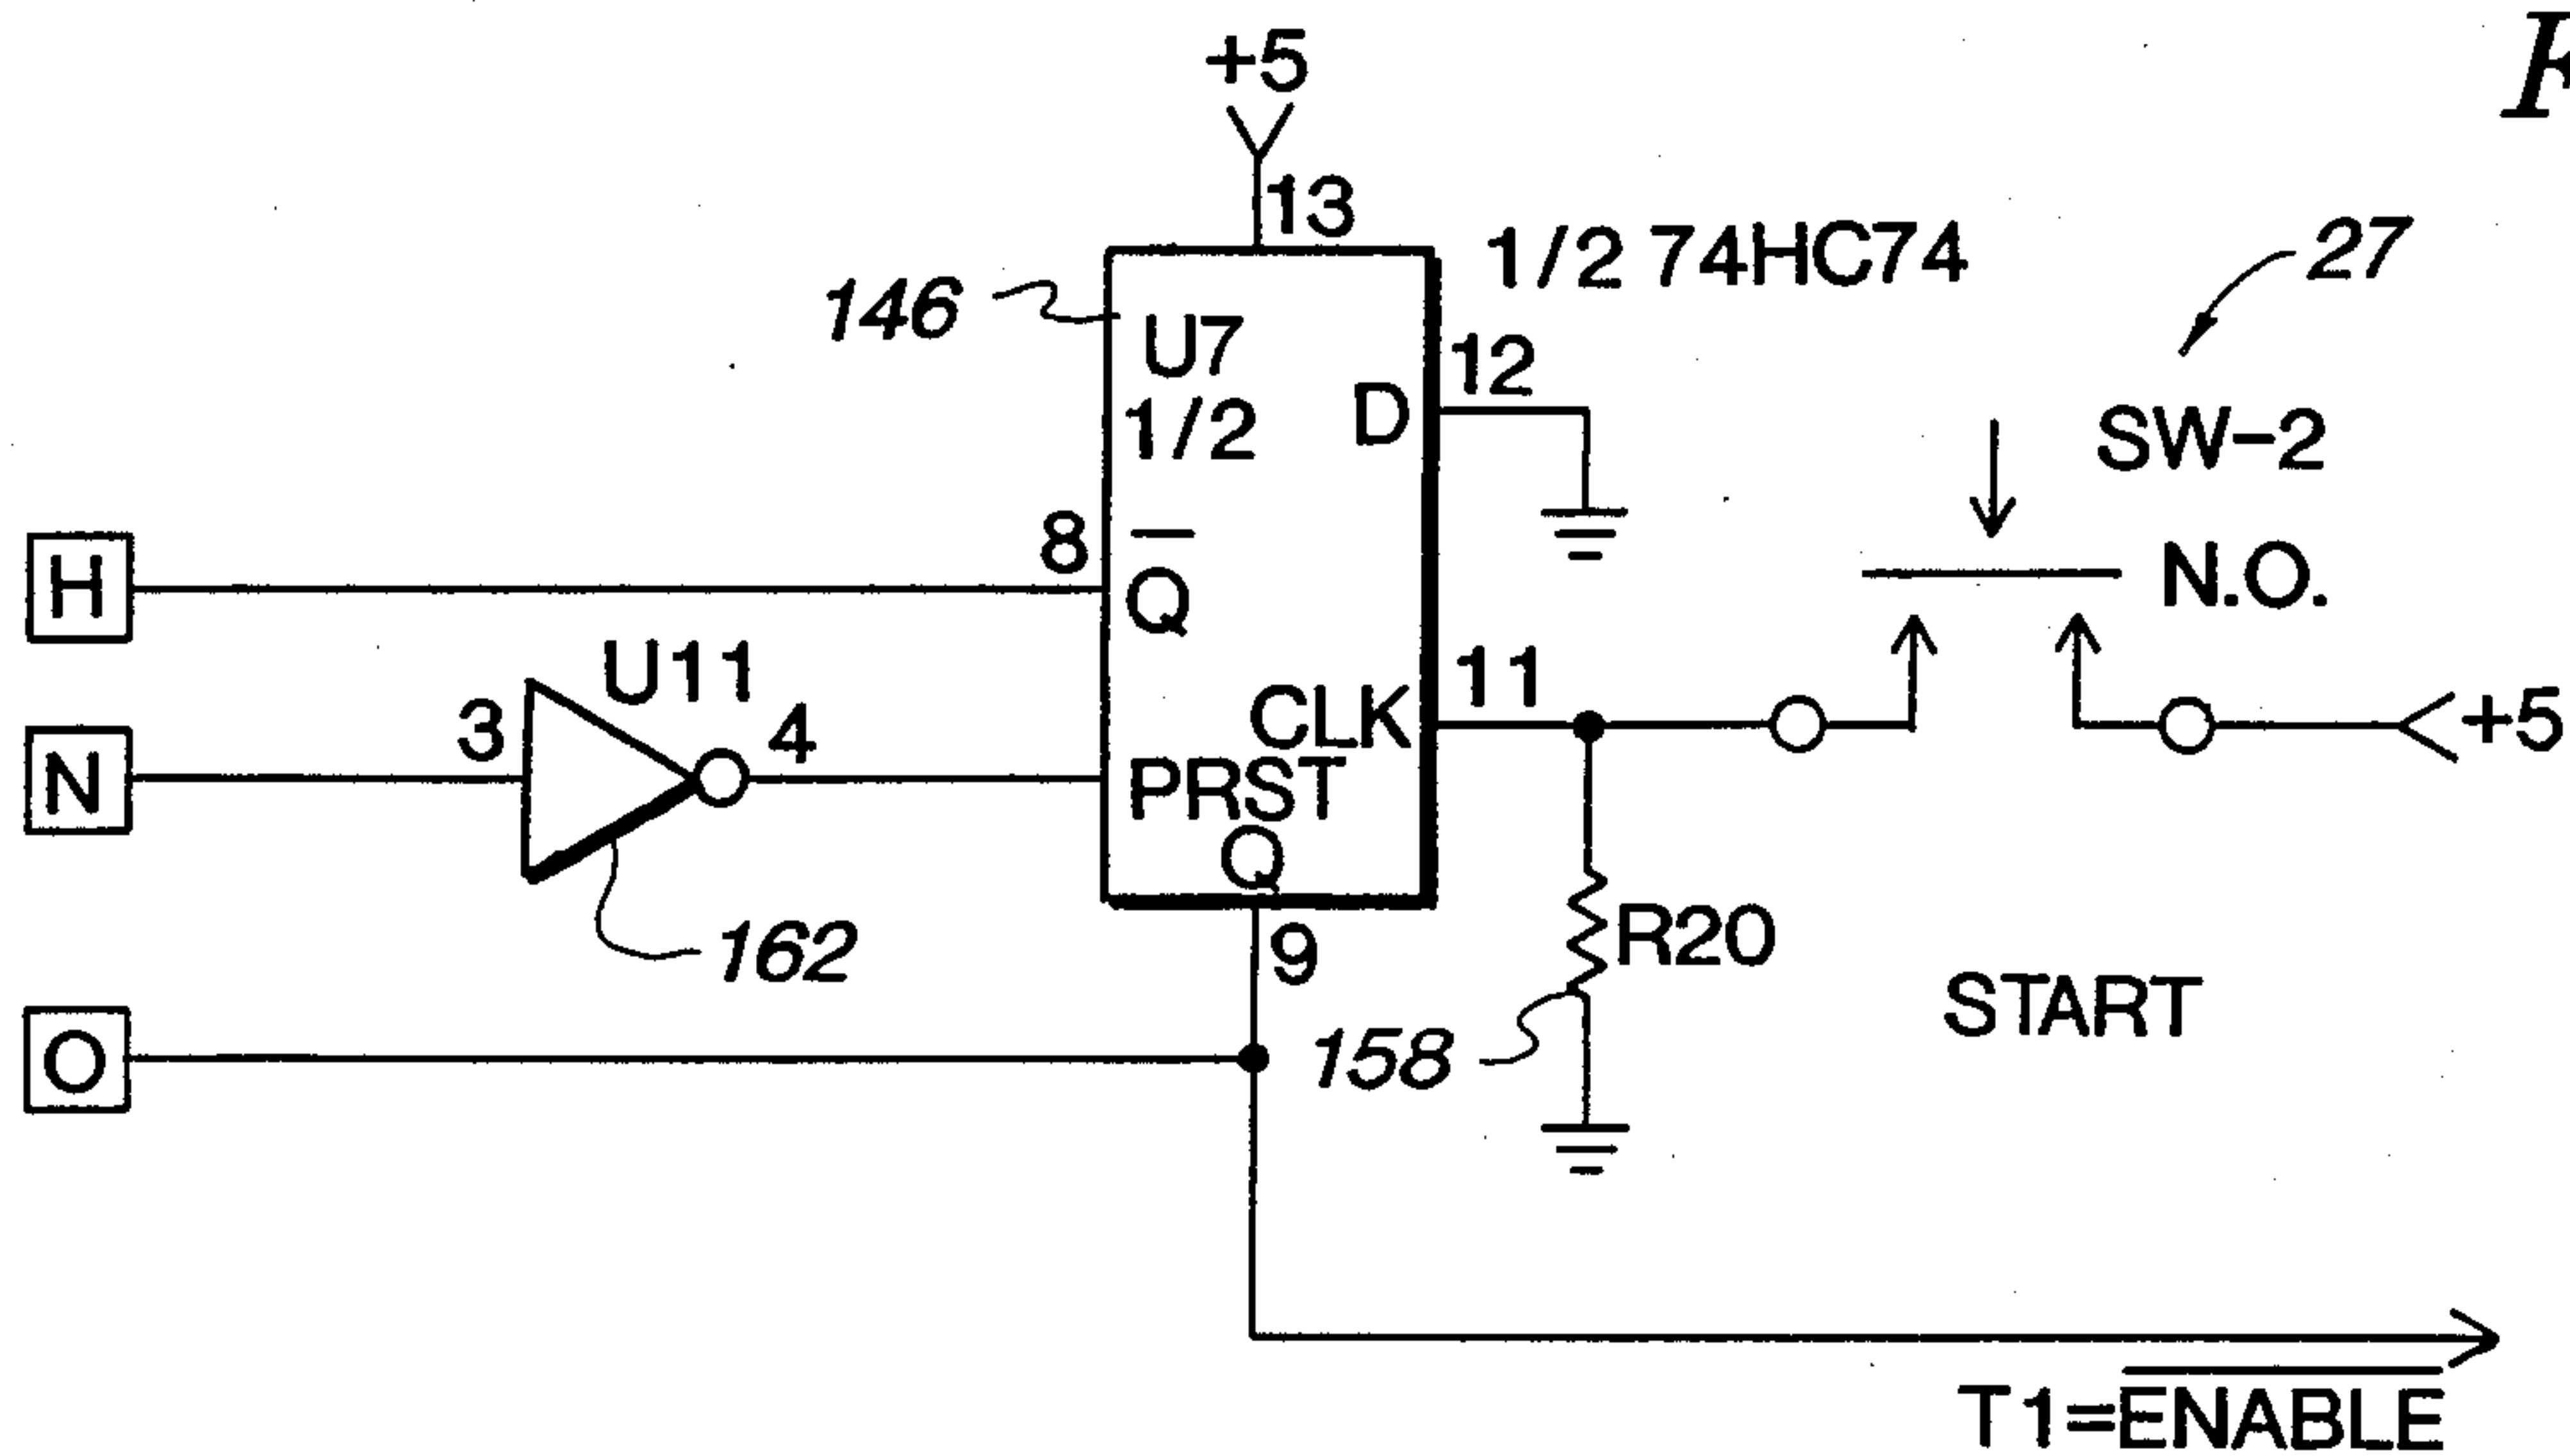 +5
13
1/2 74HC74
27
146
U7
1/2
12
D
SW-2
8
Q̅
H
N.O.
U11
3
4
N
CLK
11
+5
PRST
Q
162
9
R20
START
O
158
T1=E̅N̅A̅B̅L̅E̅